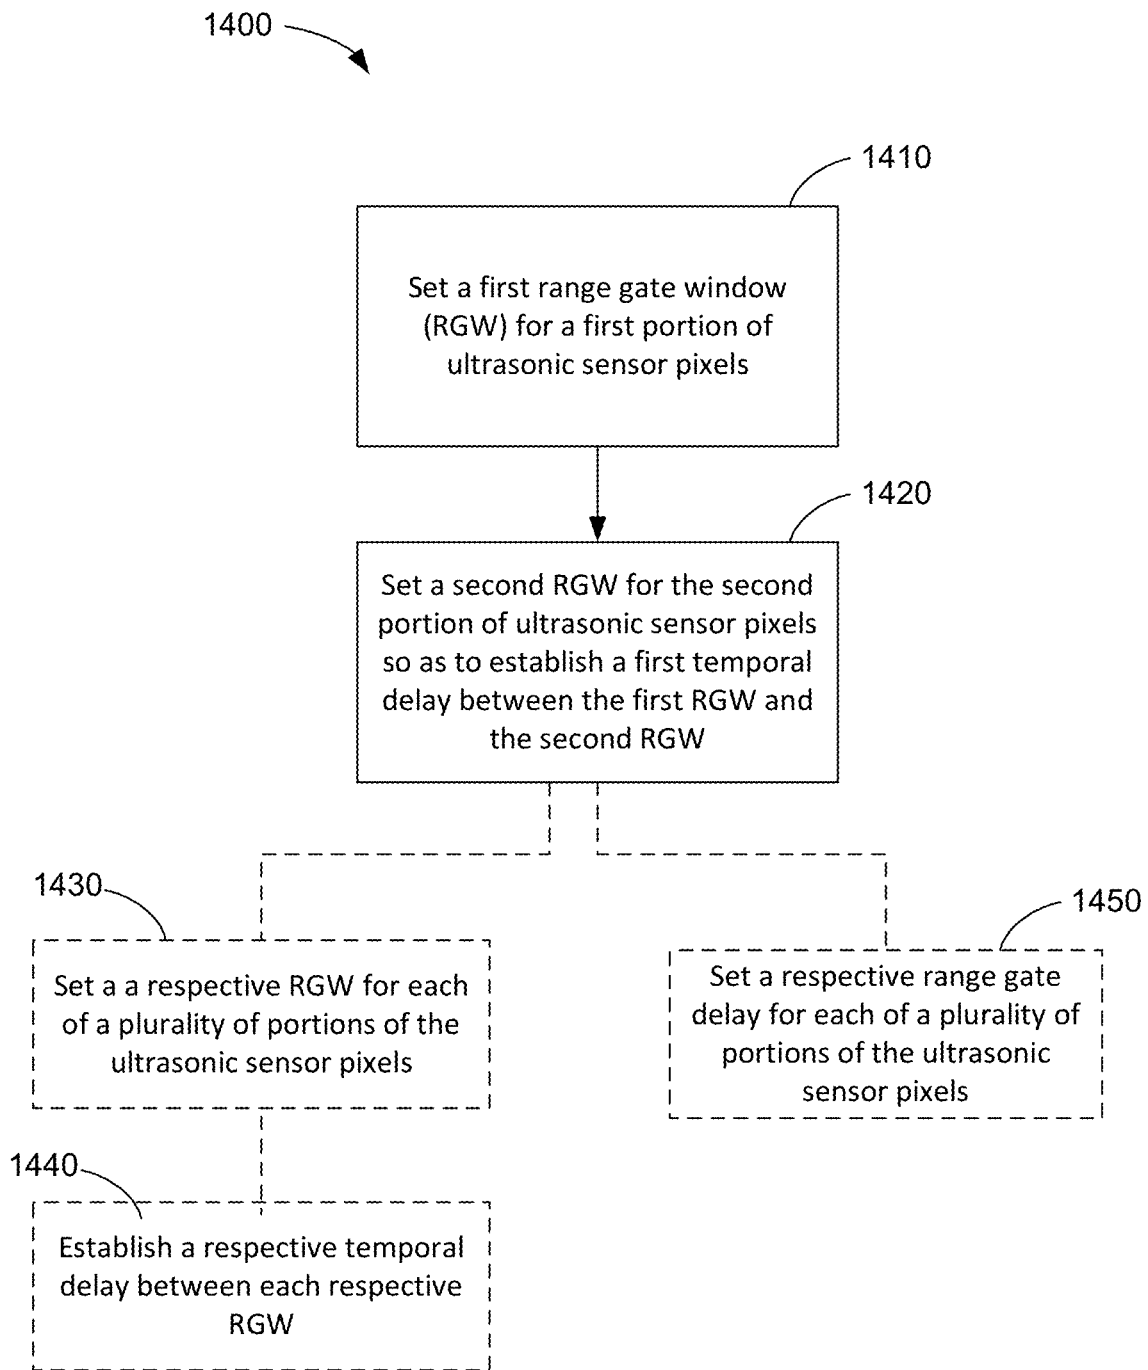 1400
1410
Set a first range gate window
(RGW) for a first portion of
ultrasonic sensor pixels
1420
Set a second RGW for the second
portion of ultrasonic sensor pixels
so as to establish a first temporal
delay between the first RGW and
the second RGW
1430
Set a a respective RGW for each
of a plurality of portions of the
ultrasonic sensor pixels
1450
Set a respective range gate
delay for each of a plurality of
portions of the ultrasonic
sensor pixels
1440
Establish a respective temporal
delay between each respective
RGW